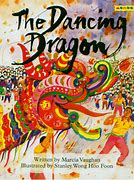 The Dancing
Dragon
Written by Marcia Vaughan
Illustrated by Stanley Wong Hoo Foon